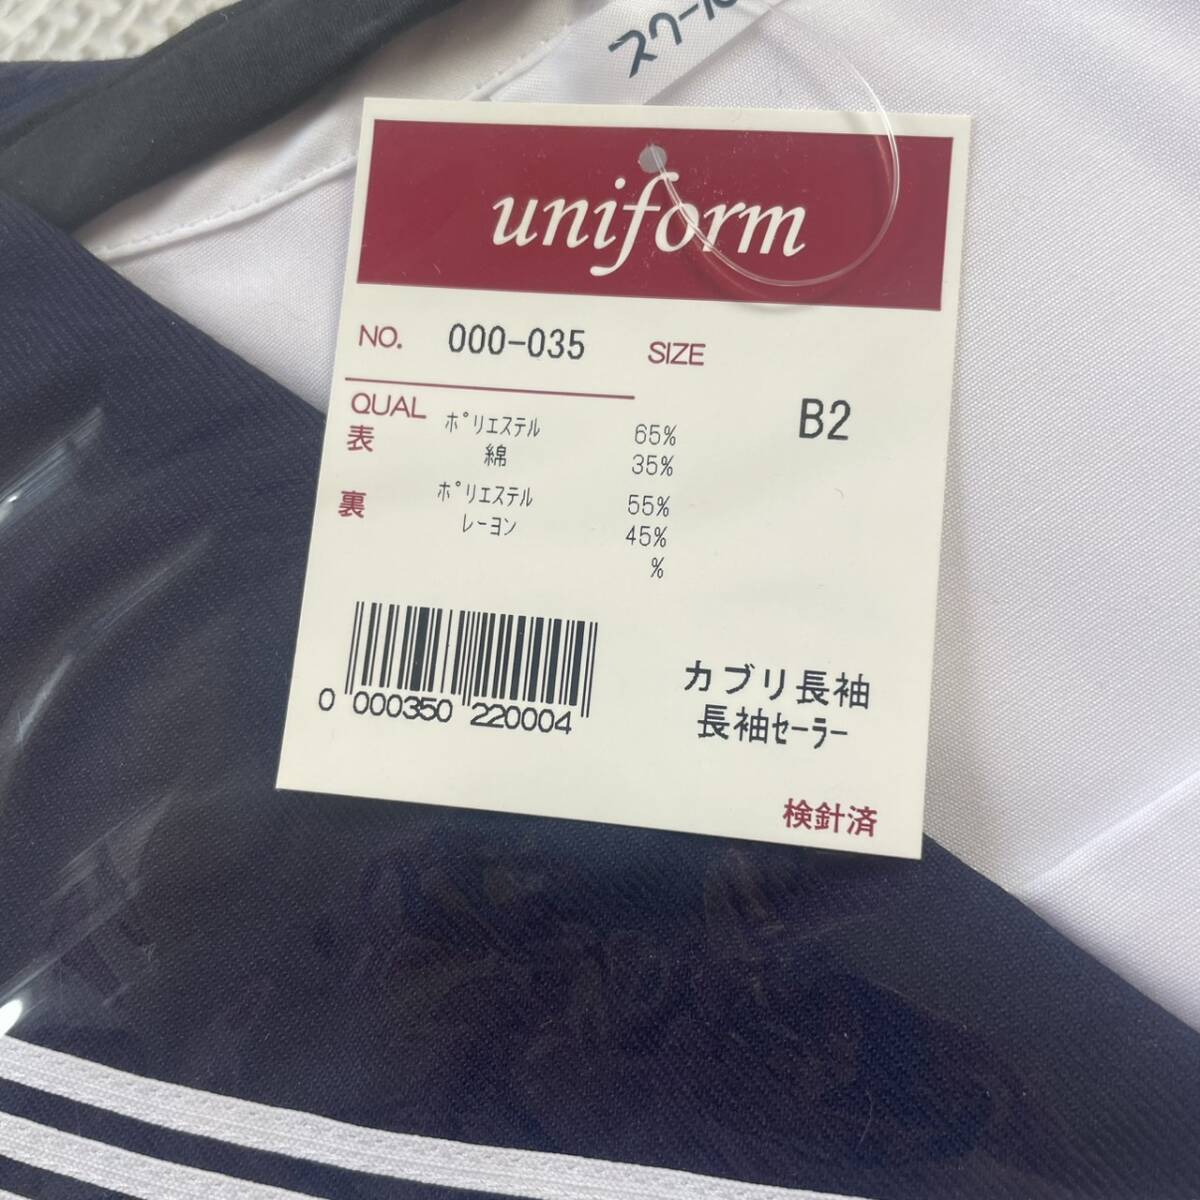 スクール
uniform
NO. 000-035 SIZE
B2
QUAL
表 ポリエステル 65%
綿 35%
裏 ポリエステル 55%
レーヨン 45%
%
0 000350 220004
カブリ長袖
長袖セーラー
検針済